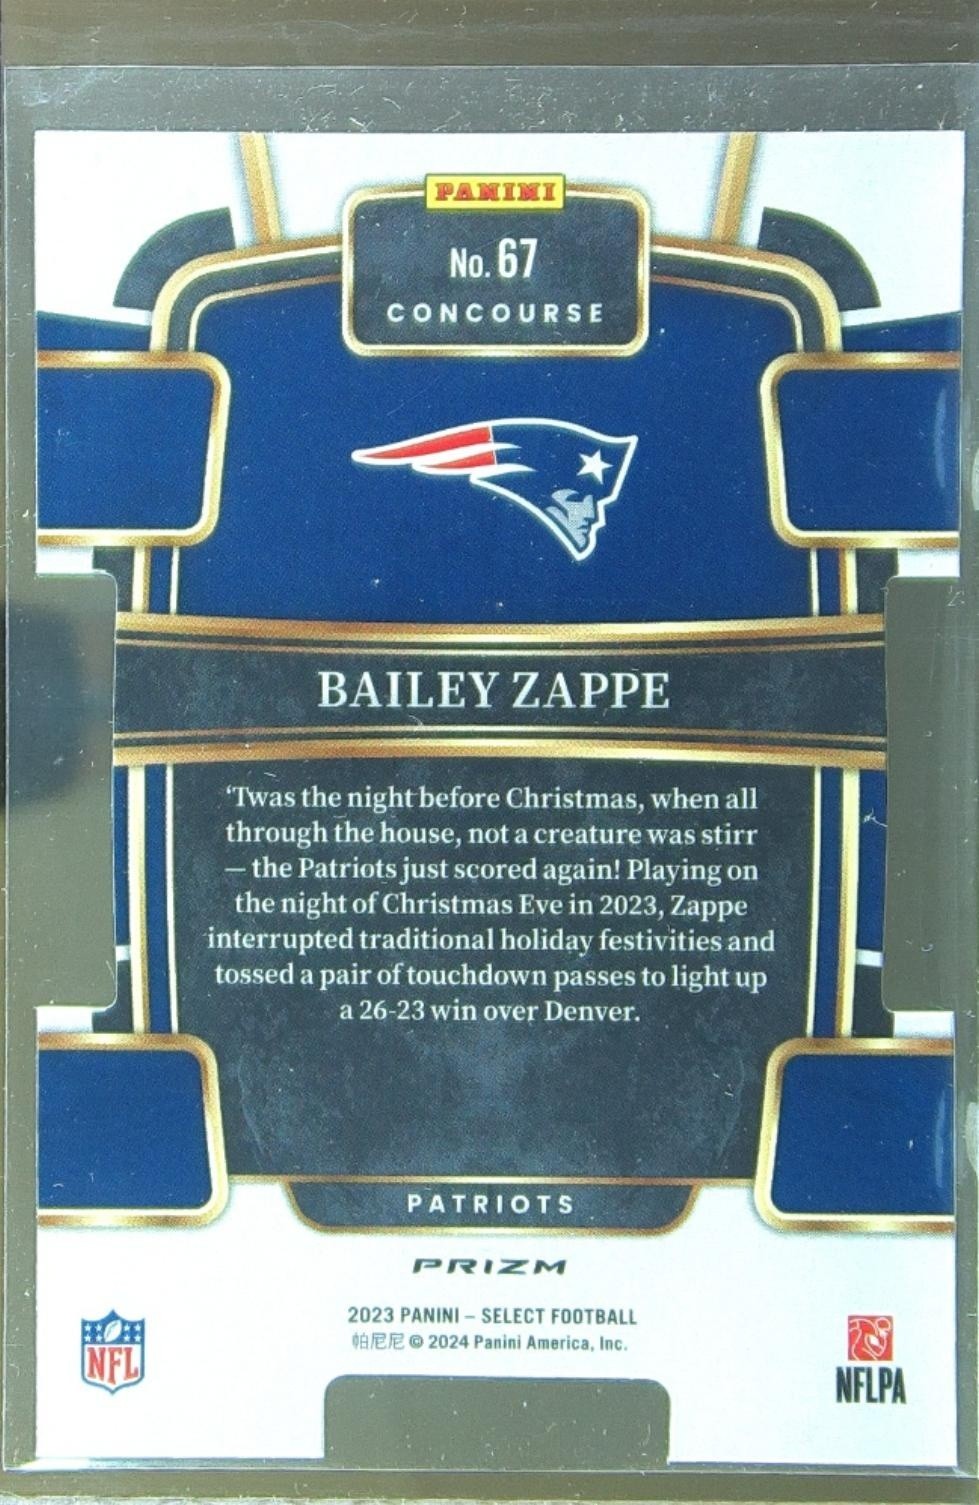 PANINI
No. 67
CONCOURSE
BAILEY ZAPPE
‘Twas the night before Christmas, when all
through the house, not a creature was stirr
— the Patriots just scored again! Playing on
the night of Christmas Eve in 2023, Zappe
interrupted traditional holiday festivities and
tossed a pair of touchdown passes to light up
a 26-23 win over Denver.
PATRIOTS
PRIZM
2023 PANINI – SELECT FOOTBALL
帕尼尼 © 2024 Panini America, Inc.
NFL
NFLPA